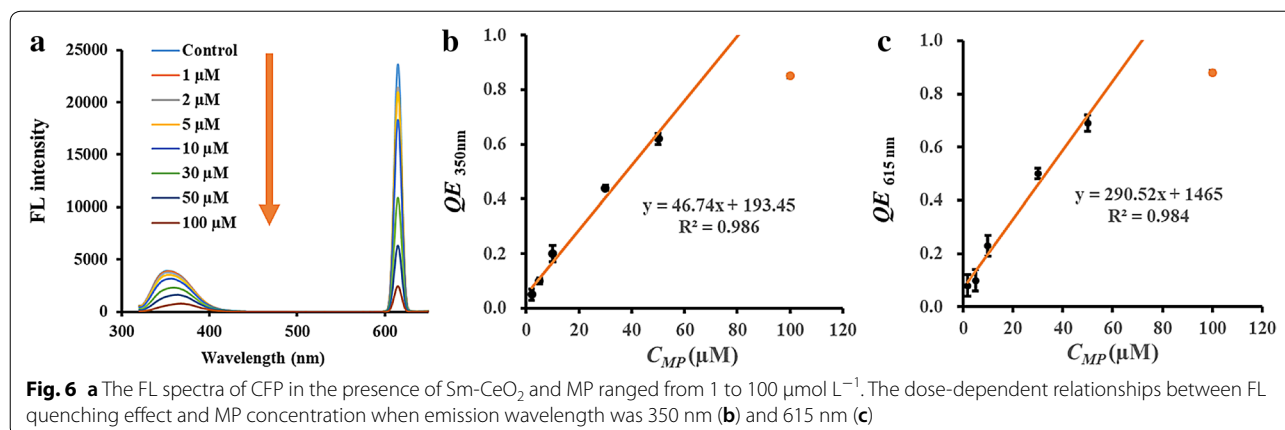 a
FL intensity
25000
20000
15000
10000
5000
0
300
400
500
600
Wavelength (nm)
Control
1 µM
2 µM
5 µM
10 µM
30 µM
50 µM
100 µM
b
QE 350nm
1.0
0.8
0.6
0.4
0.2
0.0
0
20
40
60
80
100
120
C_MP (µM)
y = 46.74x + 193.45
R² = 0.986
c
QE 615 nm
1.0
0.8
0.6
0.4
0.2
0.0
0
20
40
60
80
100
120
C_MP (µM)
y = 290.52x + 1465
R² = 0.984
Fig. 6 a The FL spectra of CFP in the presence of Sm-CeO₂ and MP ranged from 1 to 100 µmol L⁻¹. The dose-dependent relationships between FL
quenching effect and MP concentration when emission wavelength was 350 nm (b) and 615 nm (c)